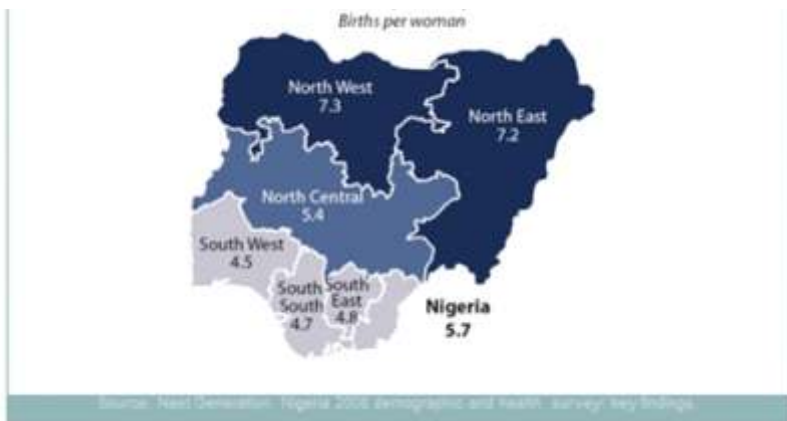 Births per woman
North West
7.3
North East
7.2
North Central
5.4
South West
4.5
South
South
4.7
South
East
4.8
Nigeria
5.7
Source: Next Generation Nigeria 2008 demographic and health survey: key findings.